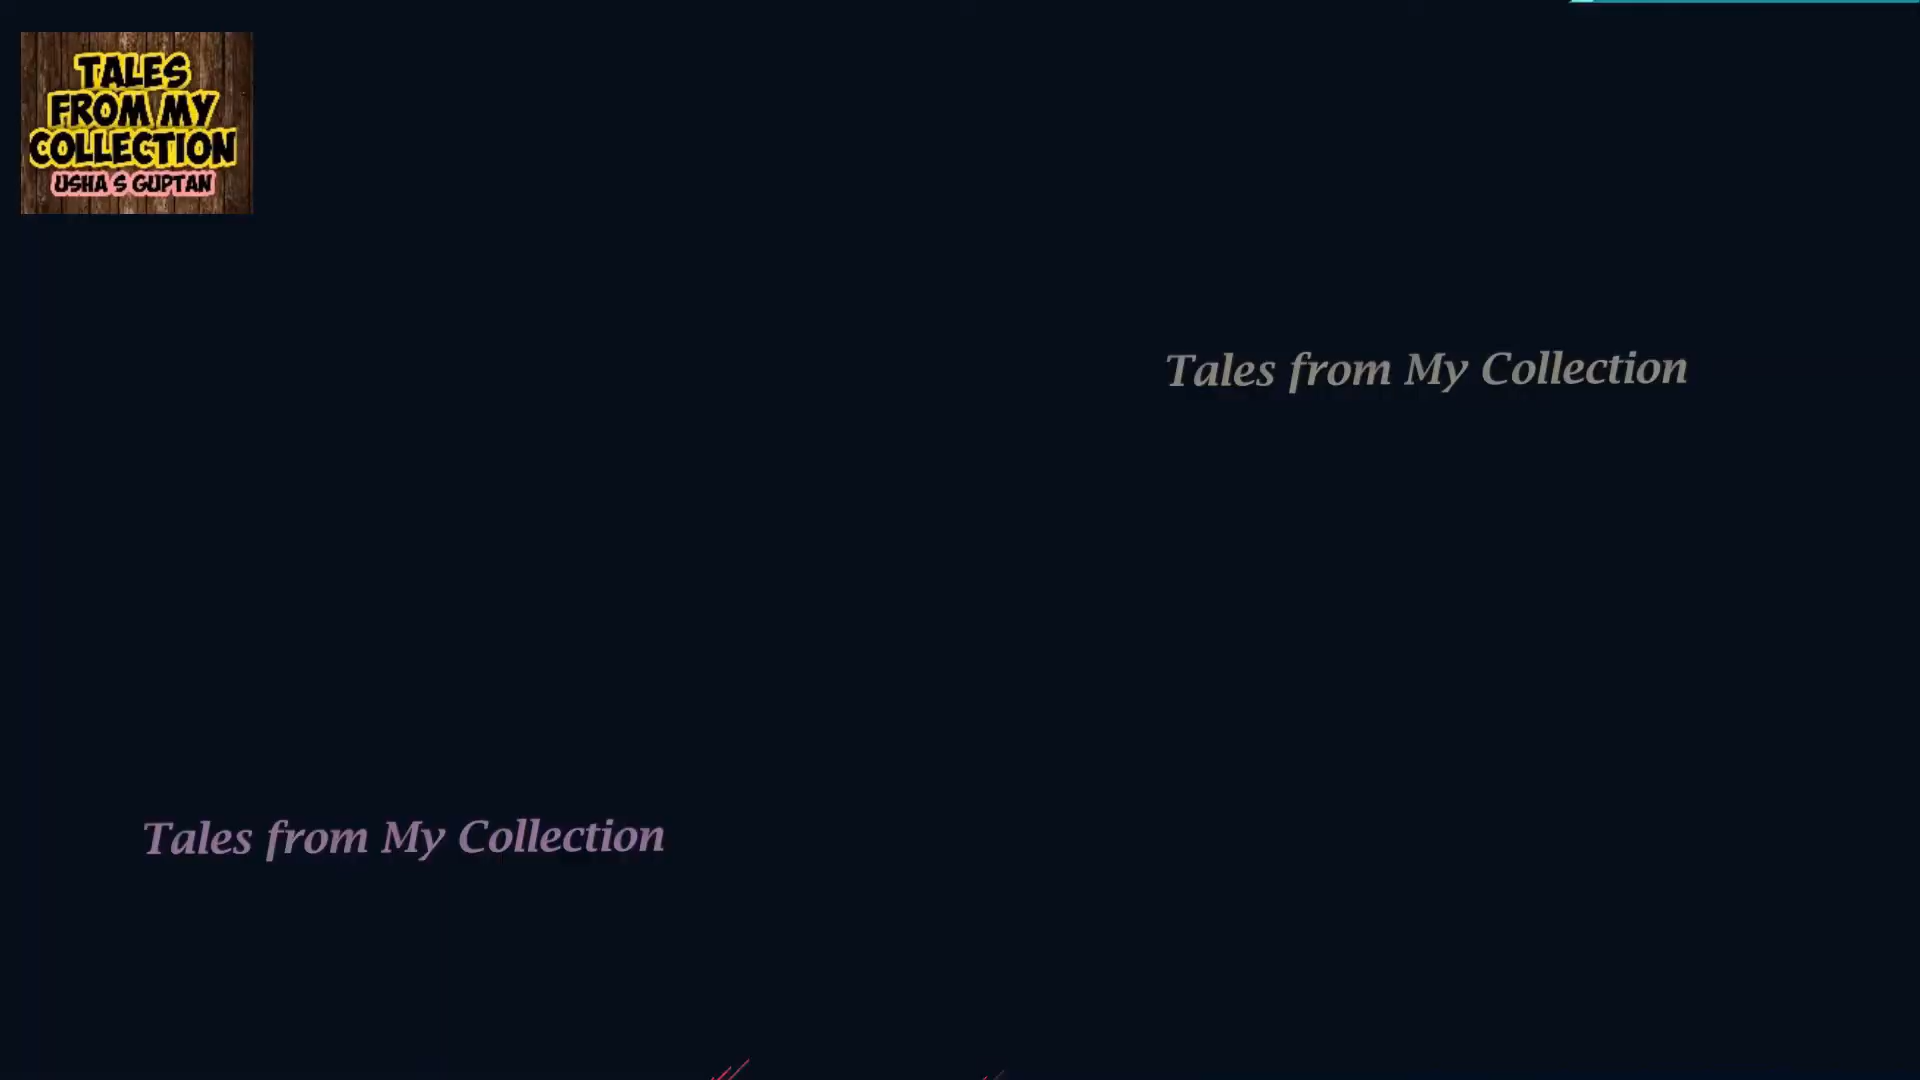 TALES
FROM MY
COLLECTION
USHA S GUPTAN
Tales from My Collection
Tales from My Collection